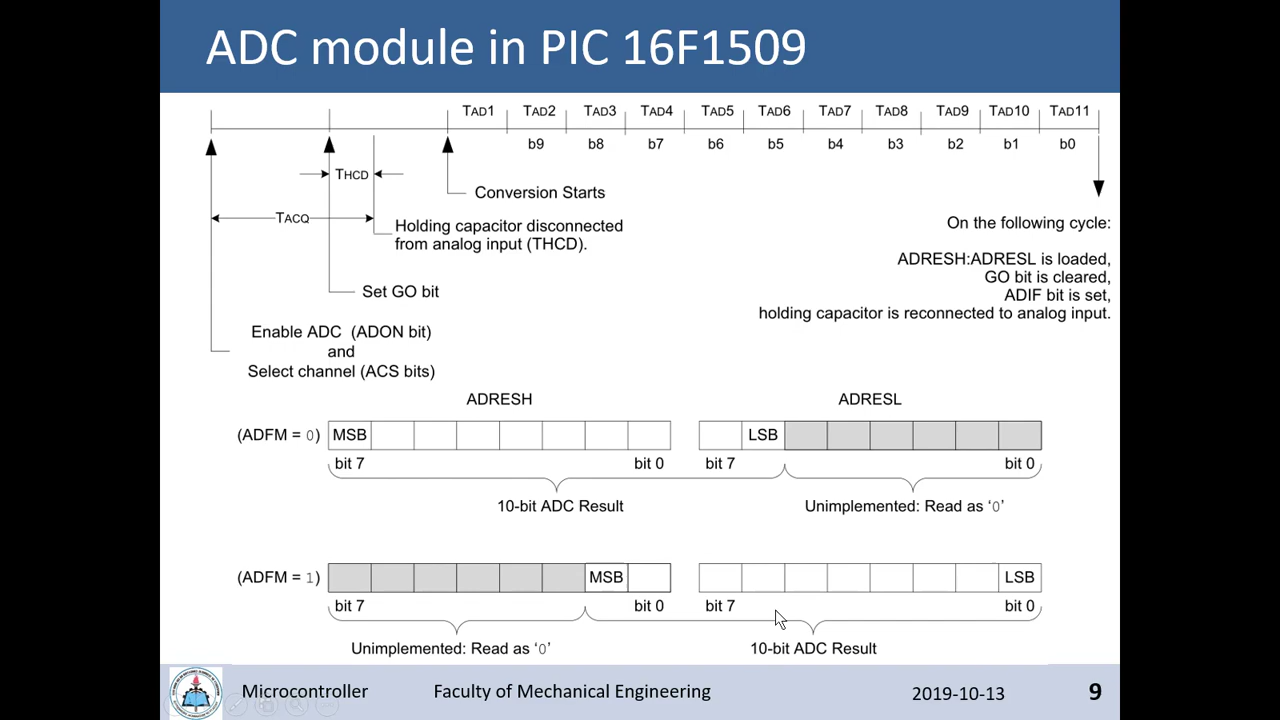 ADC module in PIC 16F1509
TAD1 TAD2 TAD3 TAD4 TAD5 TAD6 TAD7 TAD8 TAD9 TAD10 TAD11
b9 b8 b7 b6 b5 b4 b3 b2 b1 b0
THCD
Conversion Starts
TACQ
Holding capacitor disconnected
from analog input (THCD).
Set GO bit
Enable ADC (ADON bit)
and
Select channel (ACS bits)
On the following cycle:
ADRESH:ADRESL is loaded,
GO bit is cleared,
ADIF bit is set,
holding capacitor is reconnected to analog input.
ADRESH ADRESL
(ADFM = 0) MSB LSB
bit 7 bit 0 bit 7 bit 0
10-bit ADC Result Unimplemented: Read as ‘0’
(ADFM = 1) MSB LSB
bit 7 bit 0 bit 7 bit 0
Unimplemented: Read as ‘0’ 10-bit ADC Result
Microcontroller Faculty of Mechanical Engineering 2019-10-13 9